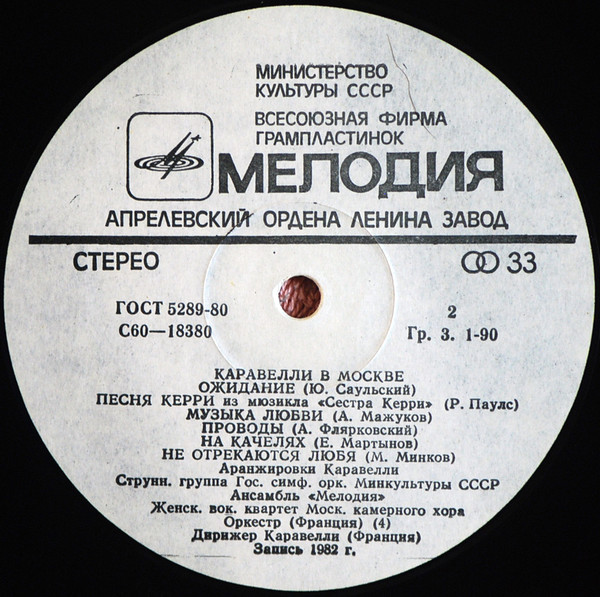 МИНИСТЕРСТВО
КУЛЬТУРЫ СССР
ВСЕСОЮЗНАЯ ФИРМА
ГРАМПЛАСТИНОК
МЕЛОДИЯ
АПРЕЛЕВСКИЙ ОРДЕНА ЛЕНИНА ЗАВОД
СТЕРЕО 33
ГОСТ 5289-80 2
С60—18380 Гр. 3. 1-90
КАРАВЕЛЛИ В МОСКВЕ
ОЖИДАНИЕ (Ю. Саульский)
ПЕСНЯ КЕРРИ из мюзикла «Сестра Керри» (Р. Паулс)
МУЗЫКА ЛЮБВИ (А. Мажуков)
ПРОВОДЫ (А. Флярковский)
НА КАЧЕЛЯХ (Е. Мартынов)
НЕ ОТРЕКАЮТСЯ ЛЮБЯ (М. Минков)
Аранжировки Каравелли
Струнн. группа Гос. симф. орк. Минкультуры СССР
Ансамбль «Мелодия»
Женск. вок. квартет Моск. камерного хора
Оркестр (Франция) (4)
Дирижер Каравелли (Франция)
Запись 1982 г.